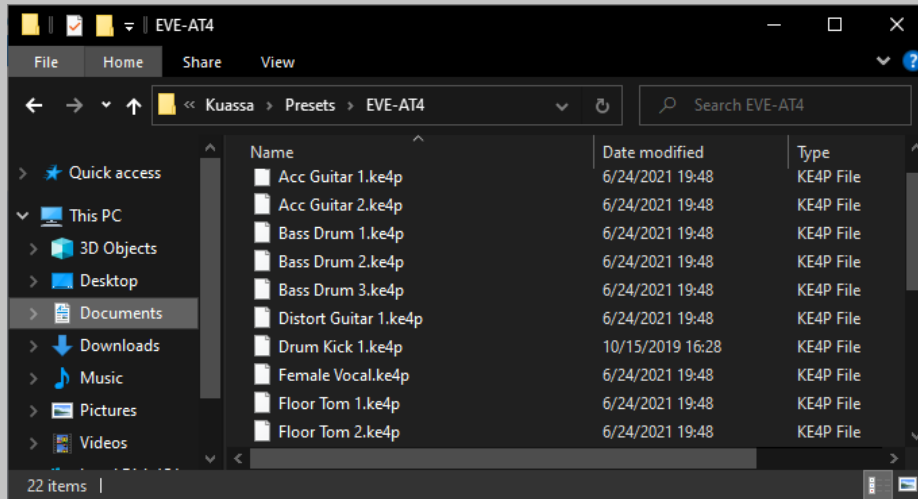 EVE-AT4
File Home Share View
« Kuassa > Presets > EVE-AT4
Search EVE-AT4
Name Date modified Type
Quick access
This PC
3D Objects
Desktop
Documents
Downloads
Music
Pictures
Videos
Acc Guitar 1.ke4p 6/24/2021 19:48 KE4P File
Acc Guitar 2.ke4p 6/24/2021 19:48 KE4P File
Bass Drum 1.ke4p 6/24/2021 19:48 KE4P File
Bass Drum 2.ke4p 6/24/2021 19:48 KE4P File
Bass Drum 3.ke4p 6/24/2021 19:48 KE4P File
Distort Guitar 1.ke4p 6/24/2021 19:48 KE4P File
Drum Kick 1.ke4p 10/15/2019 16:28 KE4P File
Female Vocal.ke4p 6/24/2021 19:48 KE4P File
Floor Tom 1.ke4p 6/24/2021 19:48 KE4P File
Floor Tom 2.ke4p 6/24/2021 19:48 KE4P File
22 items